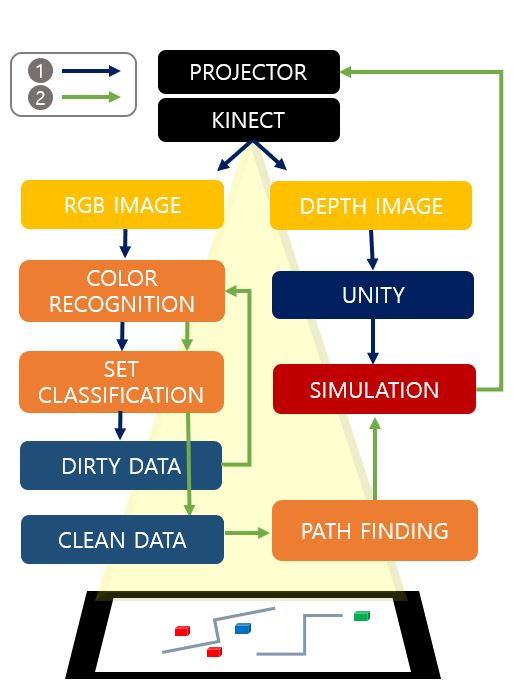 1
2
PROJECTOR
KINECT
RGB IMAGE
DEPTH IMAGE
COLOR
RECOGNITION
UNITY
SET
CLASSIFICATION
SIMULATION
DIRTY DATA
CLEAN DATA
PATH FINDING